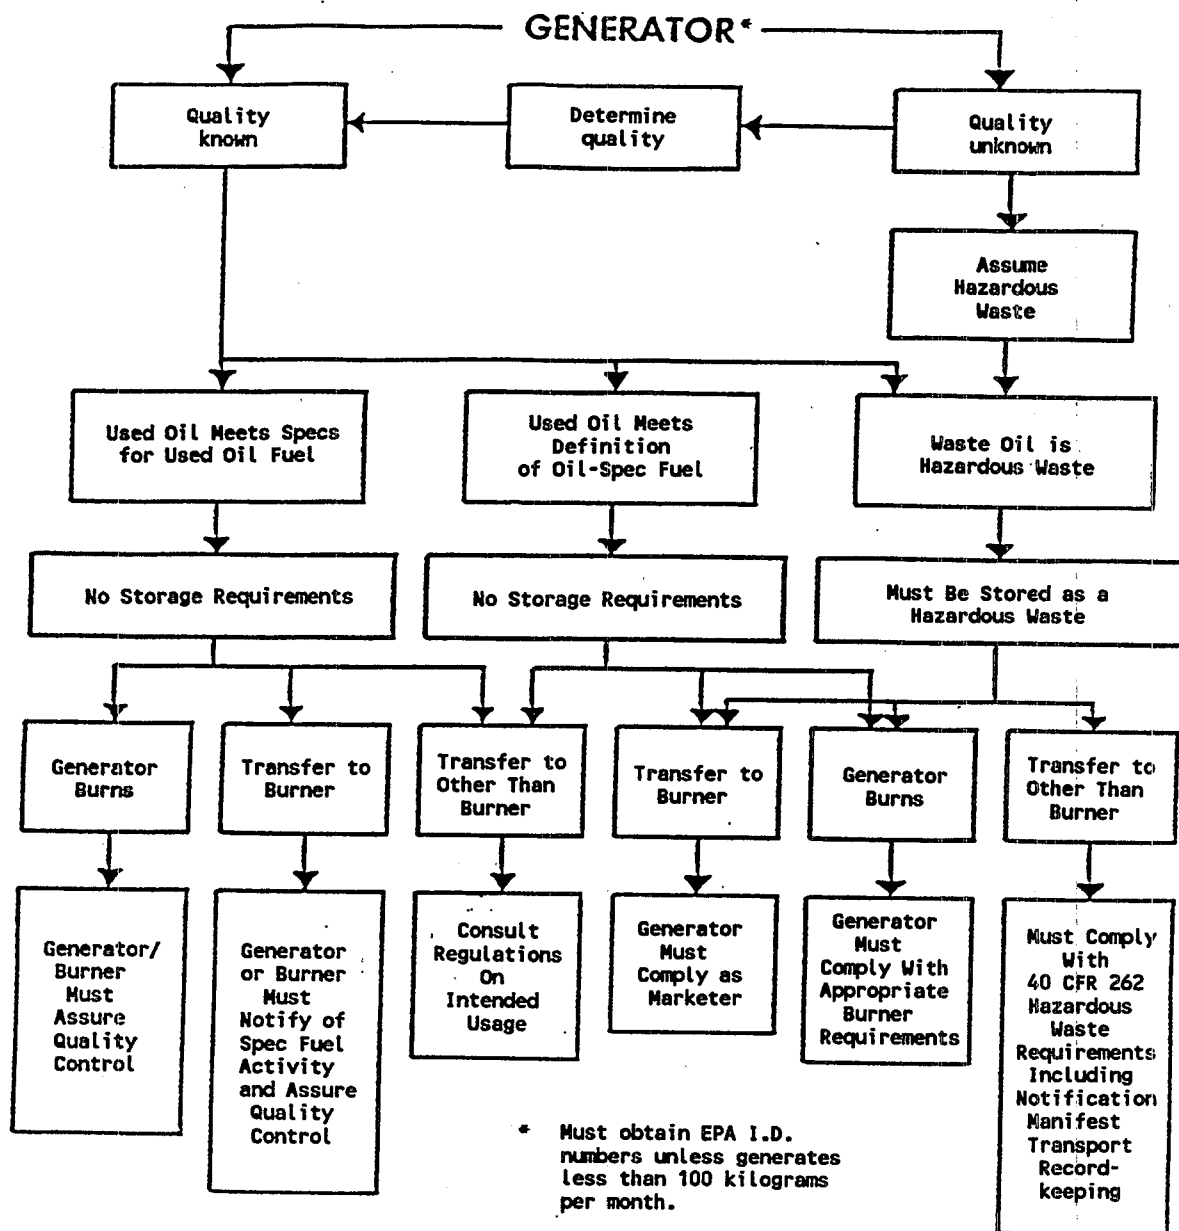 GENERATOR*
Quality
known
Determine
quality
Quality
unknown
Assume
Hazardous
Waste
Used Oil Meets Specs
for Used Oil Fuel
Used Oil Meets
Definition
of Oil-Spec Fuel
Waste Oil is
Hazardous Waste
No Storage Requirements
No Storage Requirements
Must Be Stored as a
Hazardous Waste
Generator
Burns
Transfer to
Burner
Transfer to
Other Than
Burner
Transfer to
Burner
Generator
Burns
Transfer to
Other Than
Burner
Generator/
Burner
Must
Assure
Quality
Control
Generator
or Burner
Must
Notify of
Spec Fuel
Activity
and Assure
Quality
Control
Consult
Regulations
On
Intended
Usage
Generator
Must
Comply as
Marketer
Generator
Must
Comply With
Appropriate
Burner
Requirements
Must Comply
With
40 CFR 262
Hazardous
Waste
Requirements
Including
Notification
Manifest
Transport
Record-
keeping
* Must obtain EPA I.D.
numbers unless generates
less than 100 kilograms
per month.